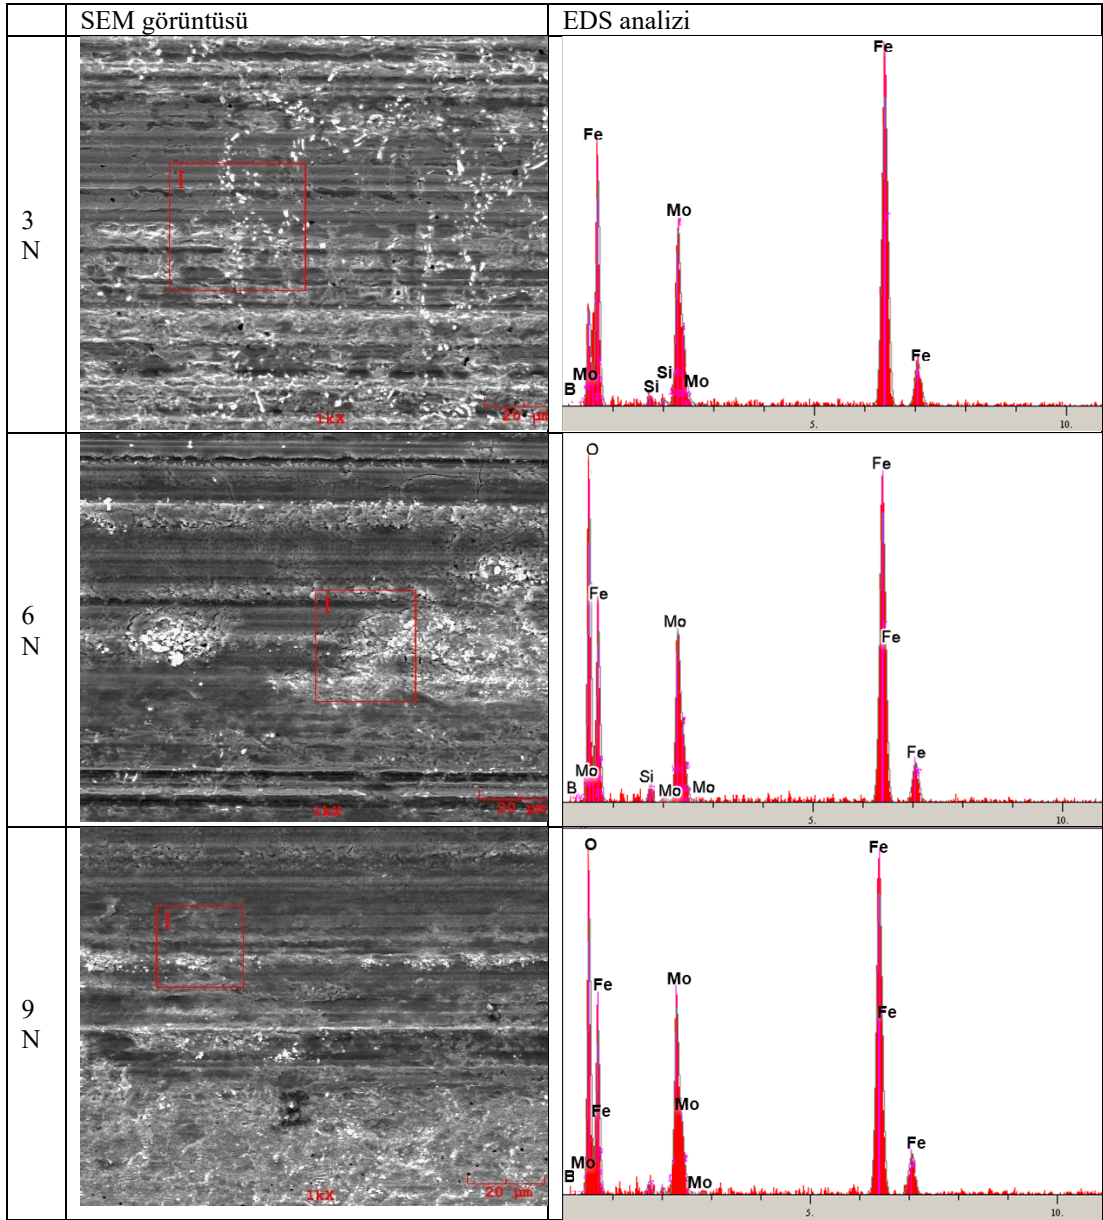 SEM görüntüsü
EDS analizi
3
N
I
1kX
20 µm
Fe
Fe
Mo
Fe
Mo
Si
Si
Mo
B
5.
10.
6
N
I
1kX
20 µm
O
Fe
Fe
Mo
Fe
Fe
Mo
Si
Mo
Mo
B
5.
10.
9
N
I
1kX
20 µm
O
Fe
Mo
Fe
Fe
Mo
Fe
Fe
Mo
Mo
B
5.
10.